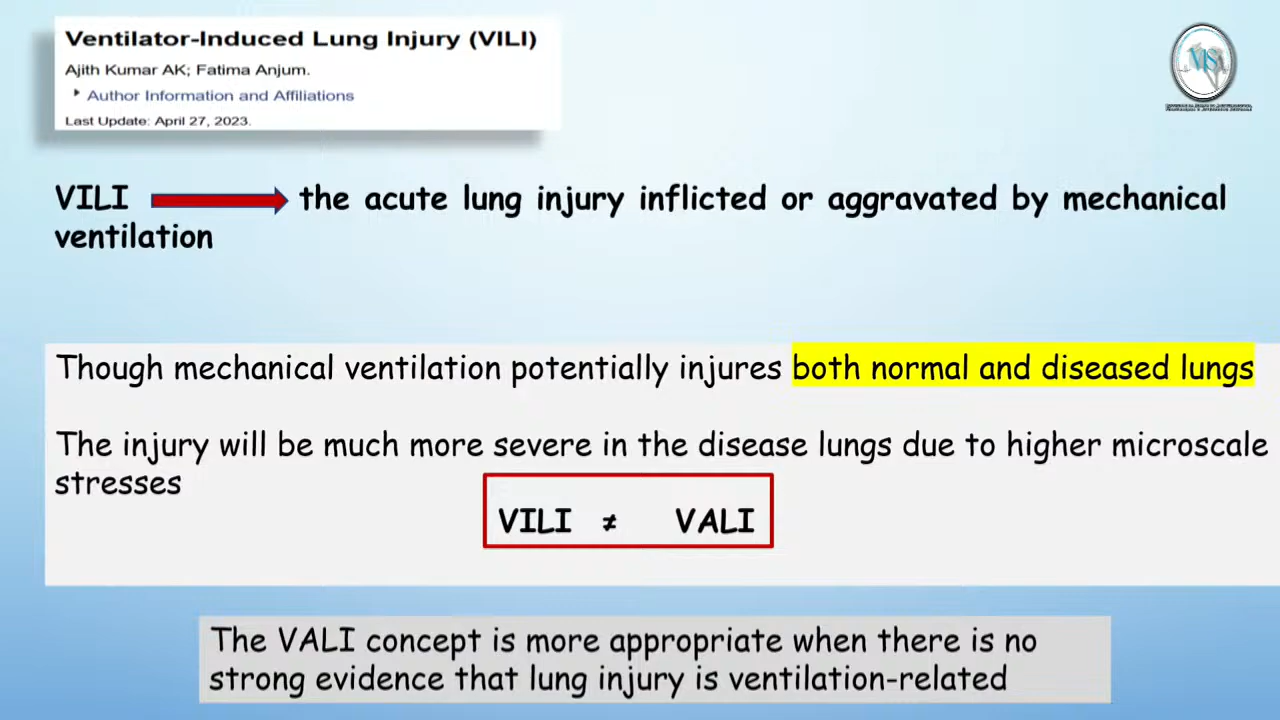 Ventilator-Induced Lung Injury (VILI)
Ajith Kumar AK; Fatima Anjum.
Author Information and Affiliations
Last Update: April 27, 2023.
VIS
VILI the acute lung injury inflicted or aggravated by mechanical
ventilation
Though mechanical ventilation potentially injures both normal and diseased lungs
The injury will be much more severe in the disease lungs due to higher microscale
stresses
VILI ≠ VALI
The VALI concept is more appropriate when there is no
strong evidence that lung injury is ventilation-related